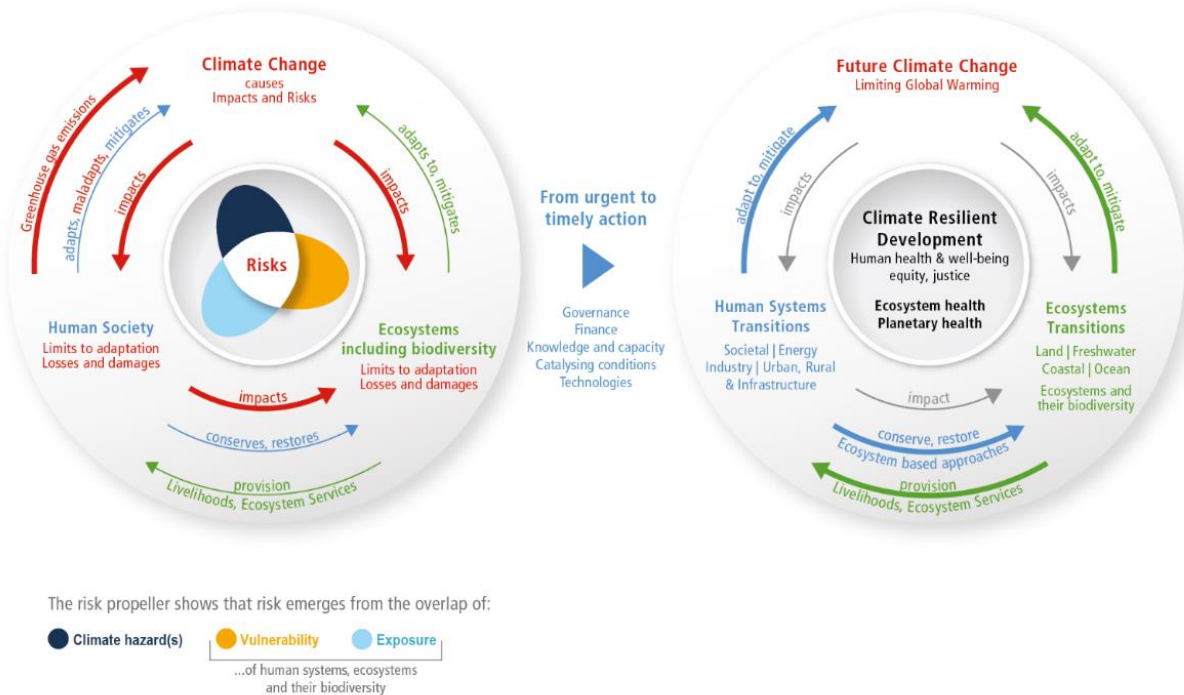 Climate Change
causes
Impacts and Risks
Greenhouse gas emissions
adapts, maladapts, mitigates
impacts
impacts
adapts to, mitigates
Risks
Human Society
Limits to adaptation
Losses and damages
Ecosystems
including biodiversity
Limits to adaptation
Losses and damages
impacts
conserves, restores
provision
Livelihoods, Ecosystem Services
From urgent to
timely action
Governance
Finance
Knowledge and capacity
Catalysing conditions
Technologies
Future Climate Change
Limiting Global Warming
adapt to, mitigate
impacts
impacts
adapt to, mitigate
Climate Resilient
Development
Human health & well-being
equity, justice
Ecosystem health
Planetary health
Human Systems
Transitions
Societal | Energy
Industry | Urban, Rural
& Infrastructure
Ecosystems
Transitions
Land | Freshwater
Coastal | Ocean
Ecosystems and
their biodiversity
impact
conserve, restore
Ecosystem based approaches
provision
Livelihoods, Ecosystem Services
The risk propeller shows that risk emerges from the overlap of:
Climate hazard(s) Vulnerability Exposure
...of human systems, ecosystems
and their biodiversity